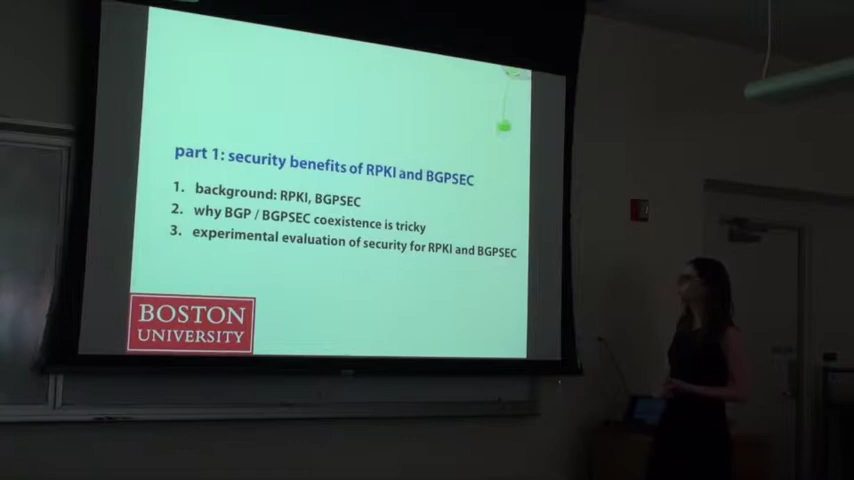 part 1: security benefits of RPKI and BGPSEC
1. background: RPKI, BGPSEC
2. why BGP / BGPSEC coexistence is tricky
3. experimental evaluation of security for RPKI and BGPSEC
BOSTON
UNIVERSITY